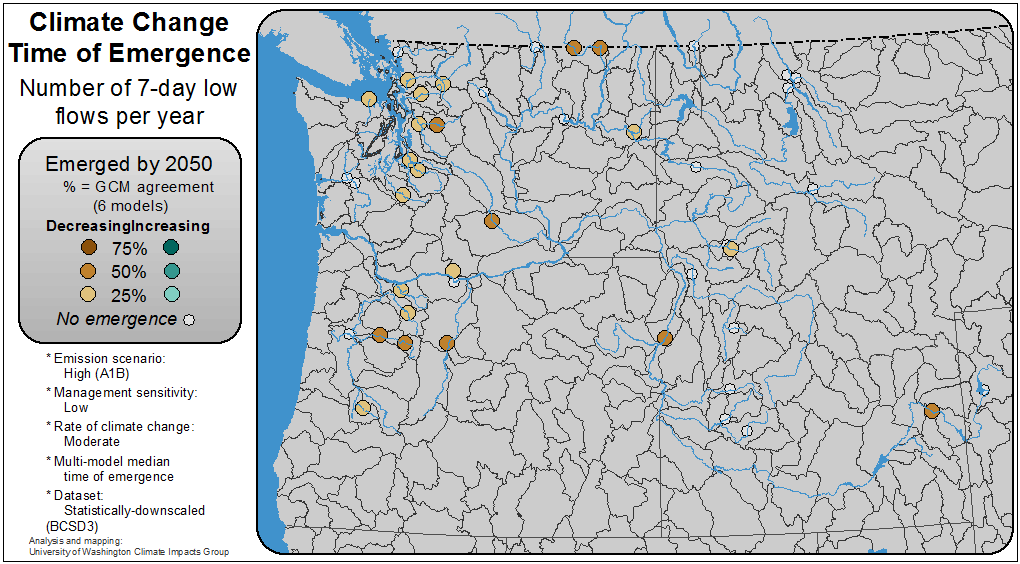 Climate Change
Time of Emergence
Number of 7-day low
flows per year
Emerged by 2050
% = GCM agreement
(6 models)
DecreasingIncreasing
75%
50%
25%
No emergence
* Emission scenario:
High (A1B)
* Management sensitivity:
Low
* Rate of climate change:
Moderate
* Multi-model median
time of emergence
* Dataset:
Statistically-downscaled
(BCSD3)
Analysis and mapping:
University of Washington Climate Impacts Group